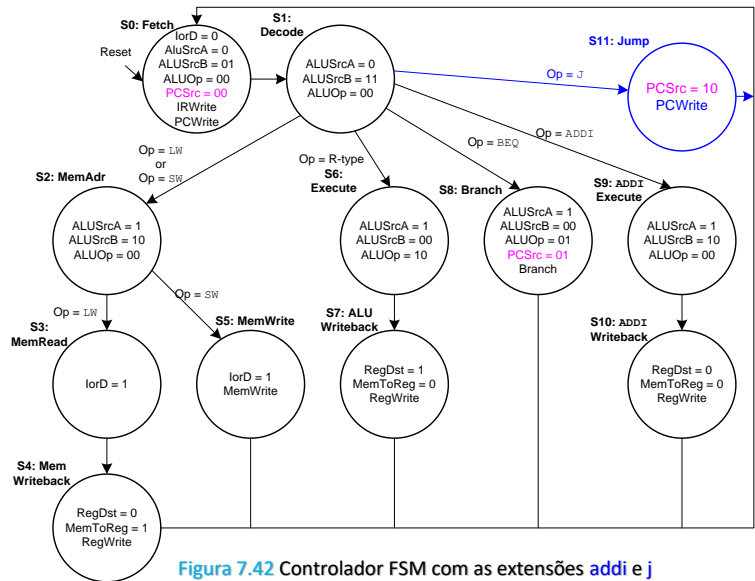 S0: Fetch
Reset
IorD = 0
AluSrcA = 0
ALUSrcB = 01
ALUOp = 00
PCSrc = 00
IRWrite
PCWrite
S1:
Decode
ALUSrcA = 0
ALUSrcB = 11
ALUOp = 00
S11: Jump
Op = J
PCSrc = 10
PCWrite
Op = LW
or
Op = SW
Op = R-type
Op = BEQ
Op = ADDI
S2: MemAdr
ALUSrcA = 1
ALUSrcB = 10
ALUOp = 00
S6:
Execute
ALUSrcA = 1
ALUSrcB = 00
ALUOp = 10
S8: Branch
ALUSrcA = 1
ALUSrcB = 00
ALUOp = 01
PCSrc = 01
Branch
S9: ADDI
Execute
ALUSrcA = 1
ALUSrcB = 10
ALUOp = 00
Op = LW
Op = SW
S3:
MemRead
IorD = 1
S5: MemWrite
IorD = 1
MemWrite
S7: ALU
Writeback
RegDst = 1
MemToReg = 0
RegWrite
S10: ADDI
Writeback
RegDst = 0
MemToReg = 0
RegWrite
S4: Mem
Writeback
RegDst = 0
MemToReg = 1
RegWrite
Figura 7.42 Controlador FSM com as extensões addi e j